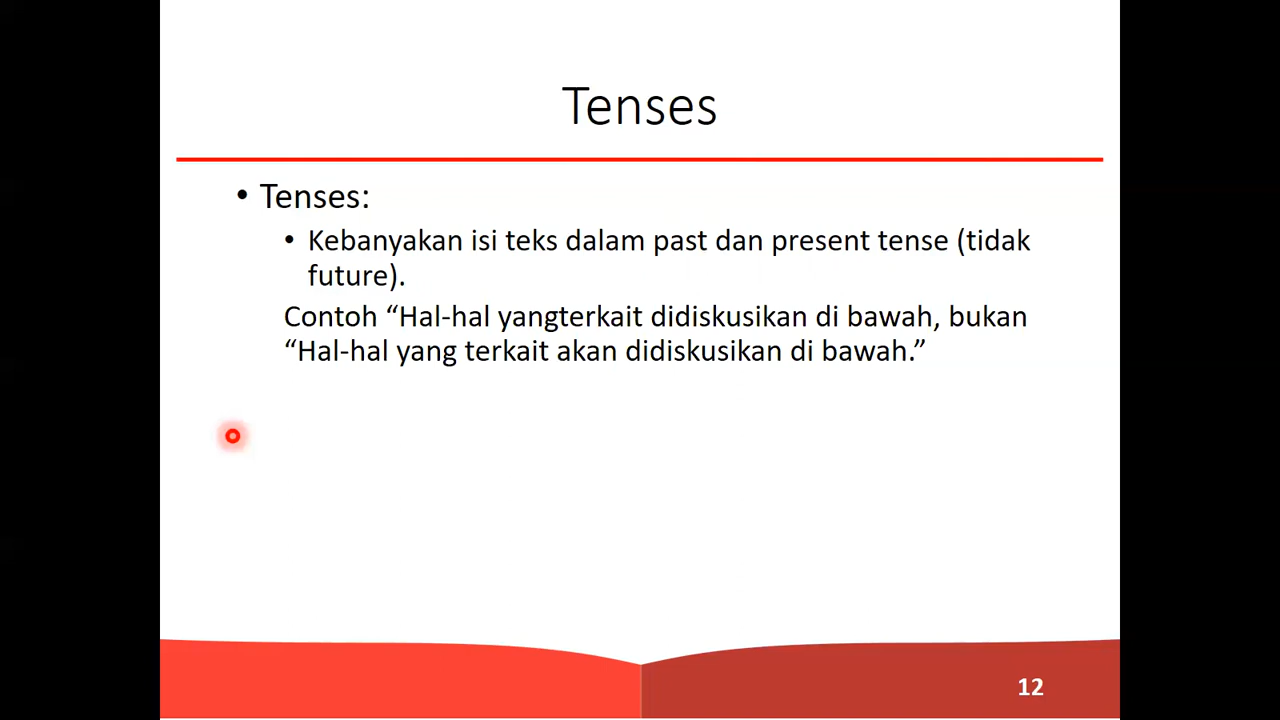 Tenses
• Tenses:
• Kebanyakan isi teks dalam past dan present tense (tidak
future).
Contoh “Hal-hal yangterkait didiskusikan di bawah, bukan
“Hal-hal yang terkait akan didiskusikan di bawah.”
12